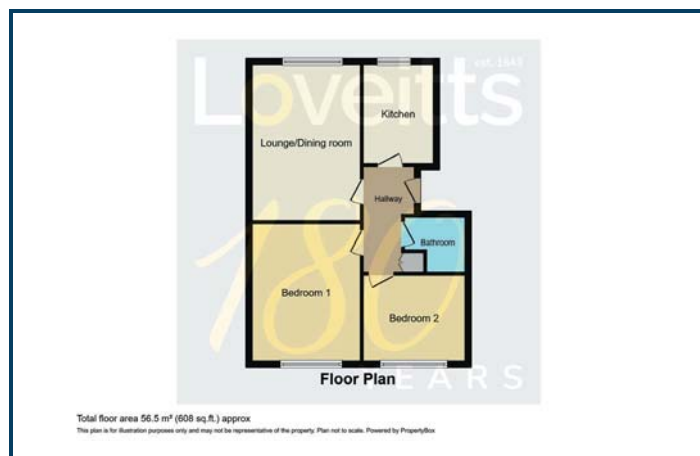 Loveitts
est. 1843
Kitchen
Lounge/Dining room
Hallway
Bathroom
180
Bedroom 1
Bedroom 2
Floor Plan
YEARS
Total floor area 56.5 m² (608 sq.ft.) approx
This plan is for illustration purposes only and may not be representative of the property. Plan not to scale. Powered by PropertyBox